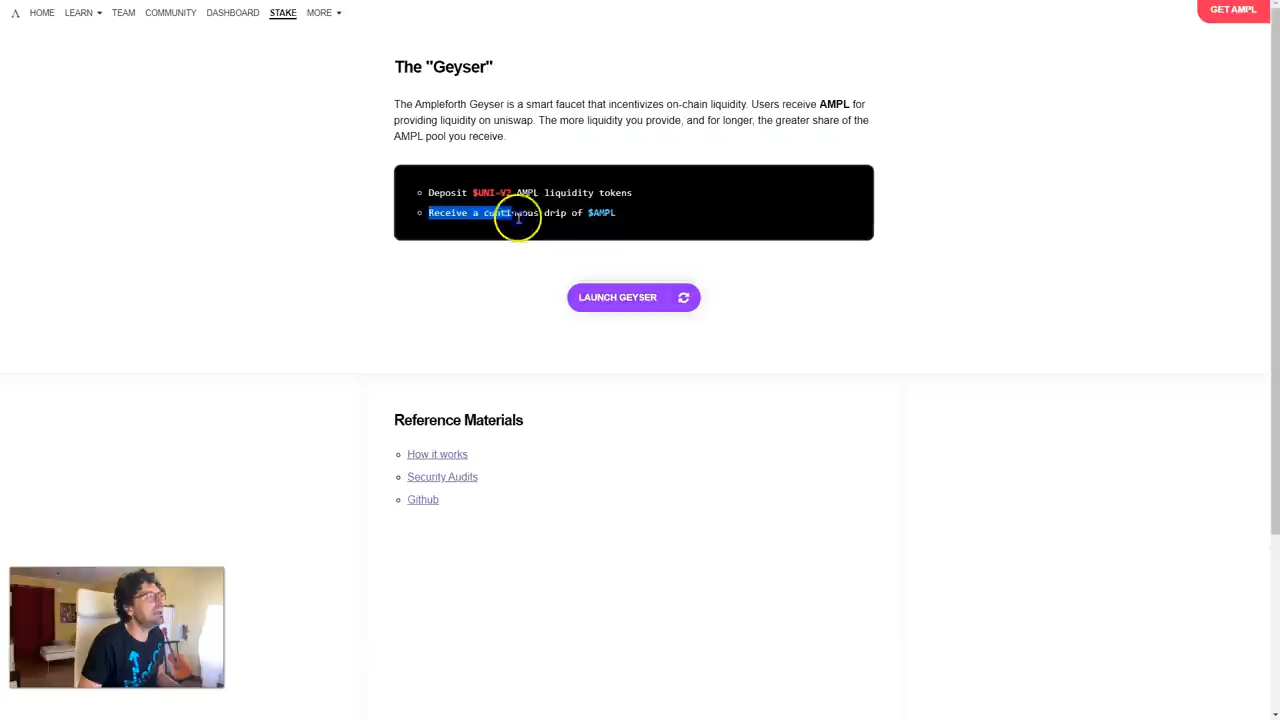 HOME LEARN TEAM COMMUNITY DASHBOARD STAKE MORE
GET AMPL
The "Geyser"
The Ampleforth Geyser is a smart faucet that incentivizes on-chain liquidity. Users receive AMPL for
providing liquidity on uniswap. The more liquidity you provide, and for longer, the greater share of the
AMPL pool you receive.
Deposit $UNI-V2 AMPL liquidity tokens
Receive a continuous drip of $AMPL
LAUNCH GEYSER
Reference Materials
How it works
Security Audits
Github